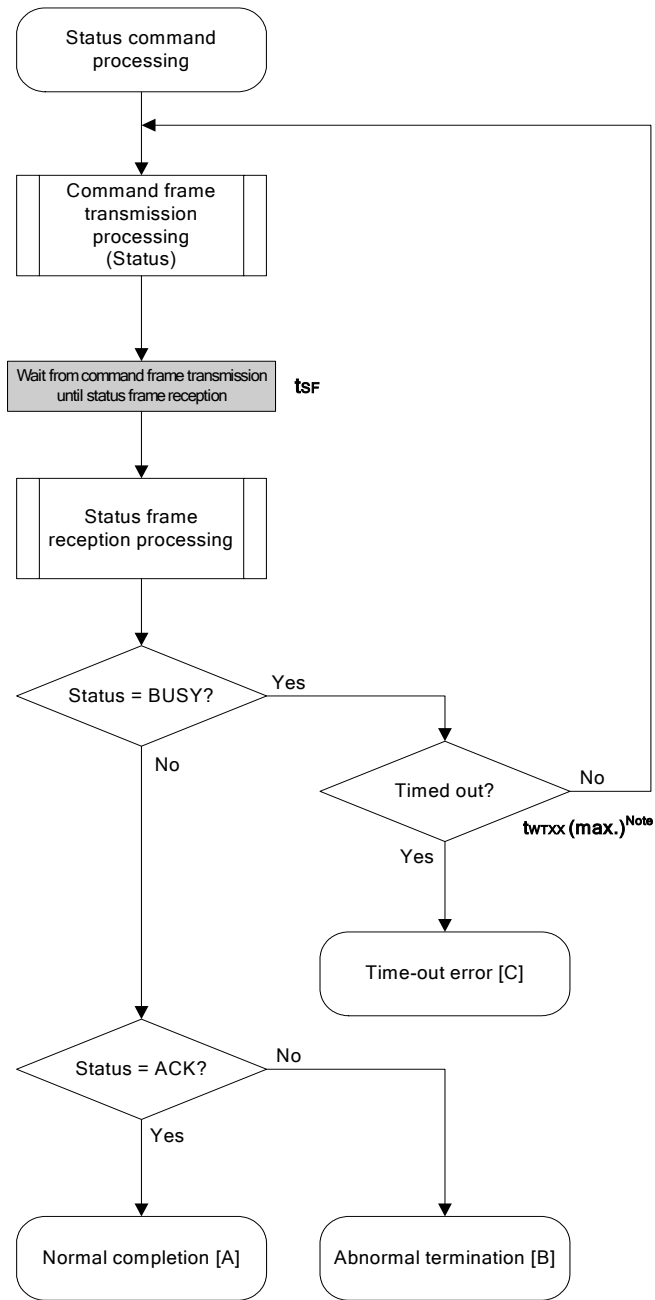 Status command
processing
Command frame
transmission
processing
(Status)
Wait from command frame transmission
until status frame reception
tSF
Status frame
reception processing
Status = BUSY?
Yes
No
Timed out?
No
tWTXX (max.)Note
Yes
Time-out error [C]
Status = ACK?
No
Yes
Normal completion [A]
Abnormal termination [B]